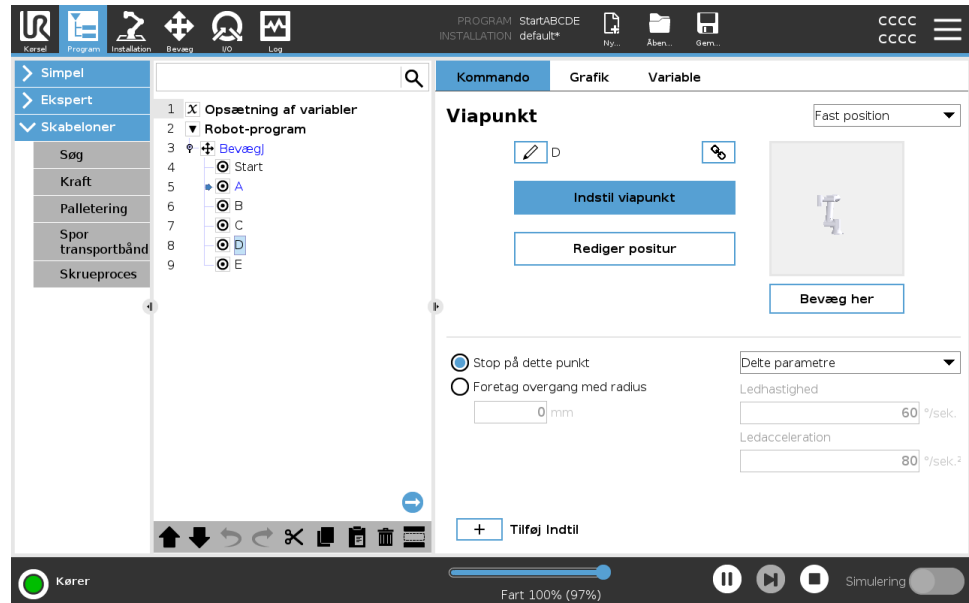 PROGRAM StartABCDE
INSTALLATION default*
UR
Kørsel
Program
Installation
Bevæg
I/O
Log
Ny...
Åben...
Gem...
CCCC
CCCC
Simpel
Ekspert
Skabeloner
Søg
Kraft
Palletering
Spor
transportbånd
Skrueproces
1 X Opsætning af variabler
2 Robot-program
3 BevægJ
4 Start
5 A
6 B
7 C
8 D
9 E
Kommando Grafik Variable
Viapunkt
Fast position
D
Indstil viapunkt
Rediger positur
Bevæg her
Stop på dette punkt
Foretag overgang med radius
0 mm
Delte parametre
Ledhastighed
60 °/sek.
Ledacceleration
80 °/sek.²
+ Tilføj Indtil
Kører
Fart 100% (97%)
Simulering